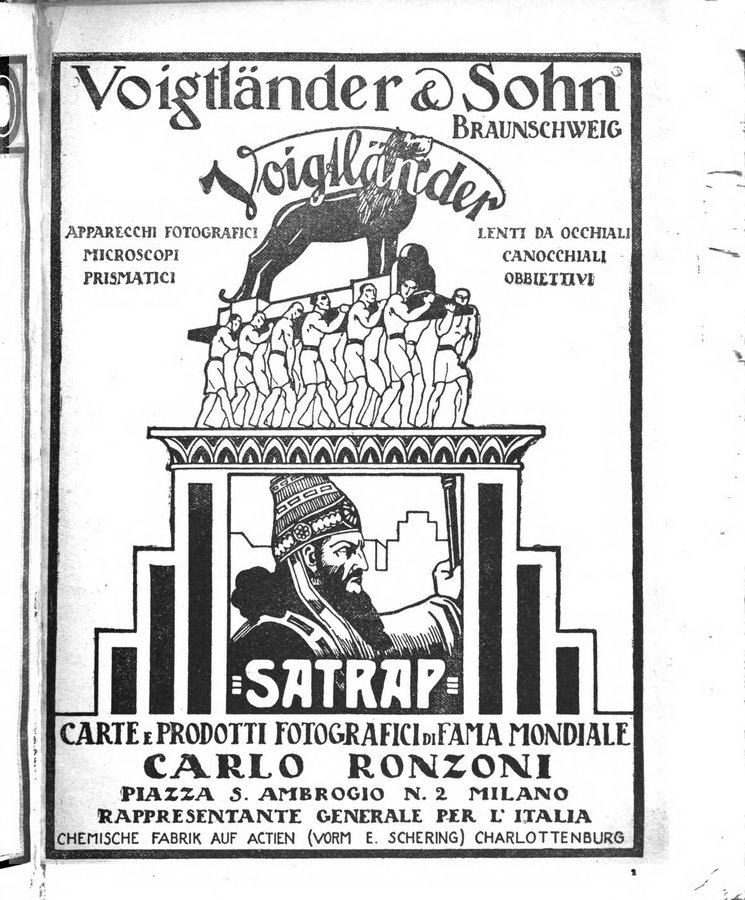 Voigtländer & Sohn
BRAUNSCHWEIG
Voigtländer
APPARECCHI FOTOGRAFICI
MICROSCOPI
PRISMATICI
LENTI DA OCCHIALI
CANOCCHIALI
OBBIETTIVI
SATRAP
CARTE E PRODOTTI FOTOGRAFICI DI FAMA MONDIALE
CARLO RONZONI
PIAZZA S. AMBROGIO N. 2 MILANO
RAPPRESENTANTE GENERALE PER L'ITALIA
CHEMISCHE FABRIK AUF ACTIEN (VORM E. SCHERING) CHARLOTTENBURG
2